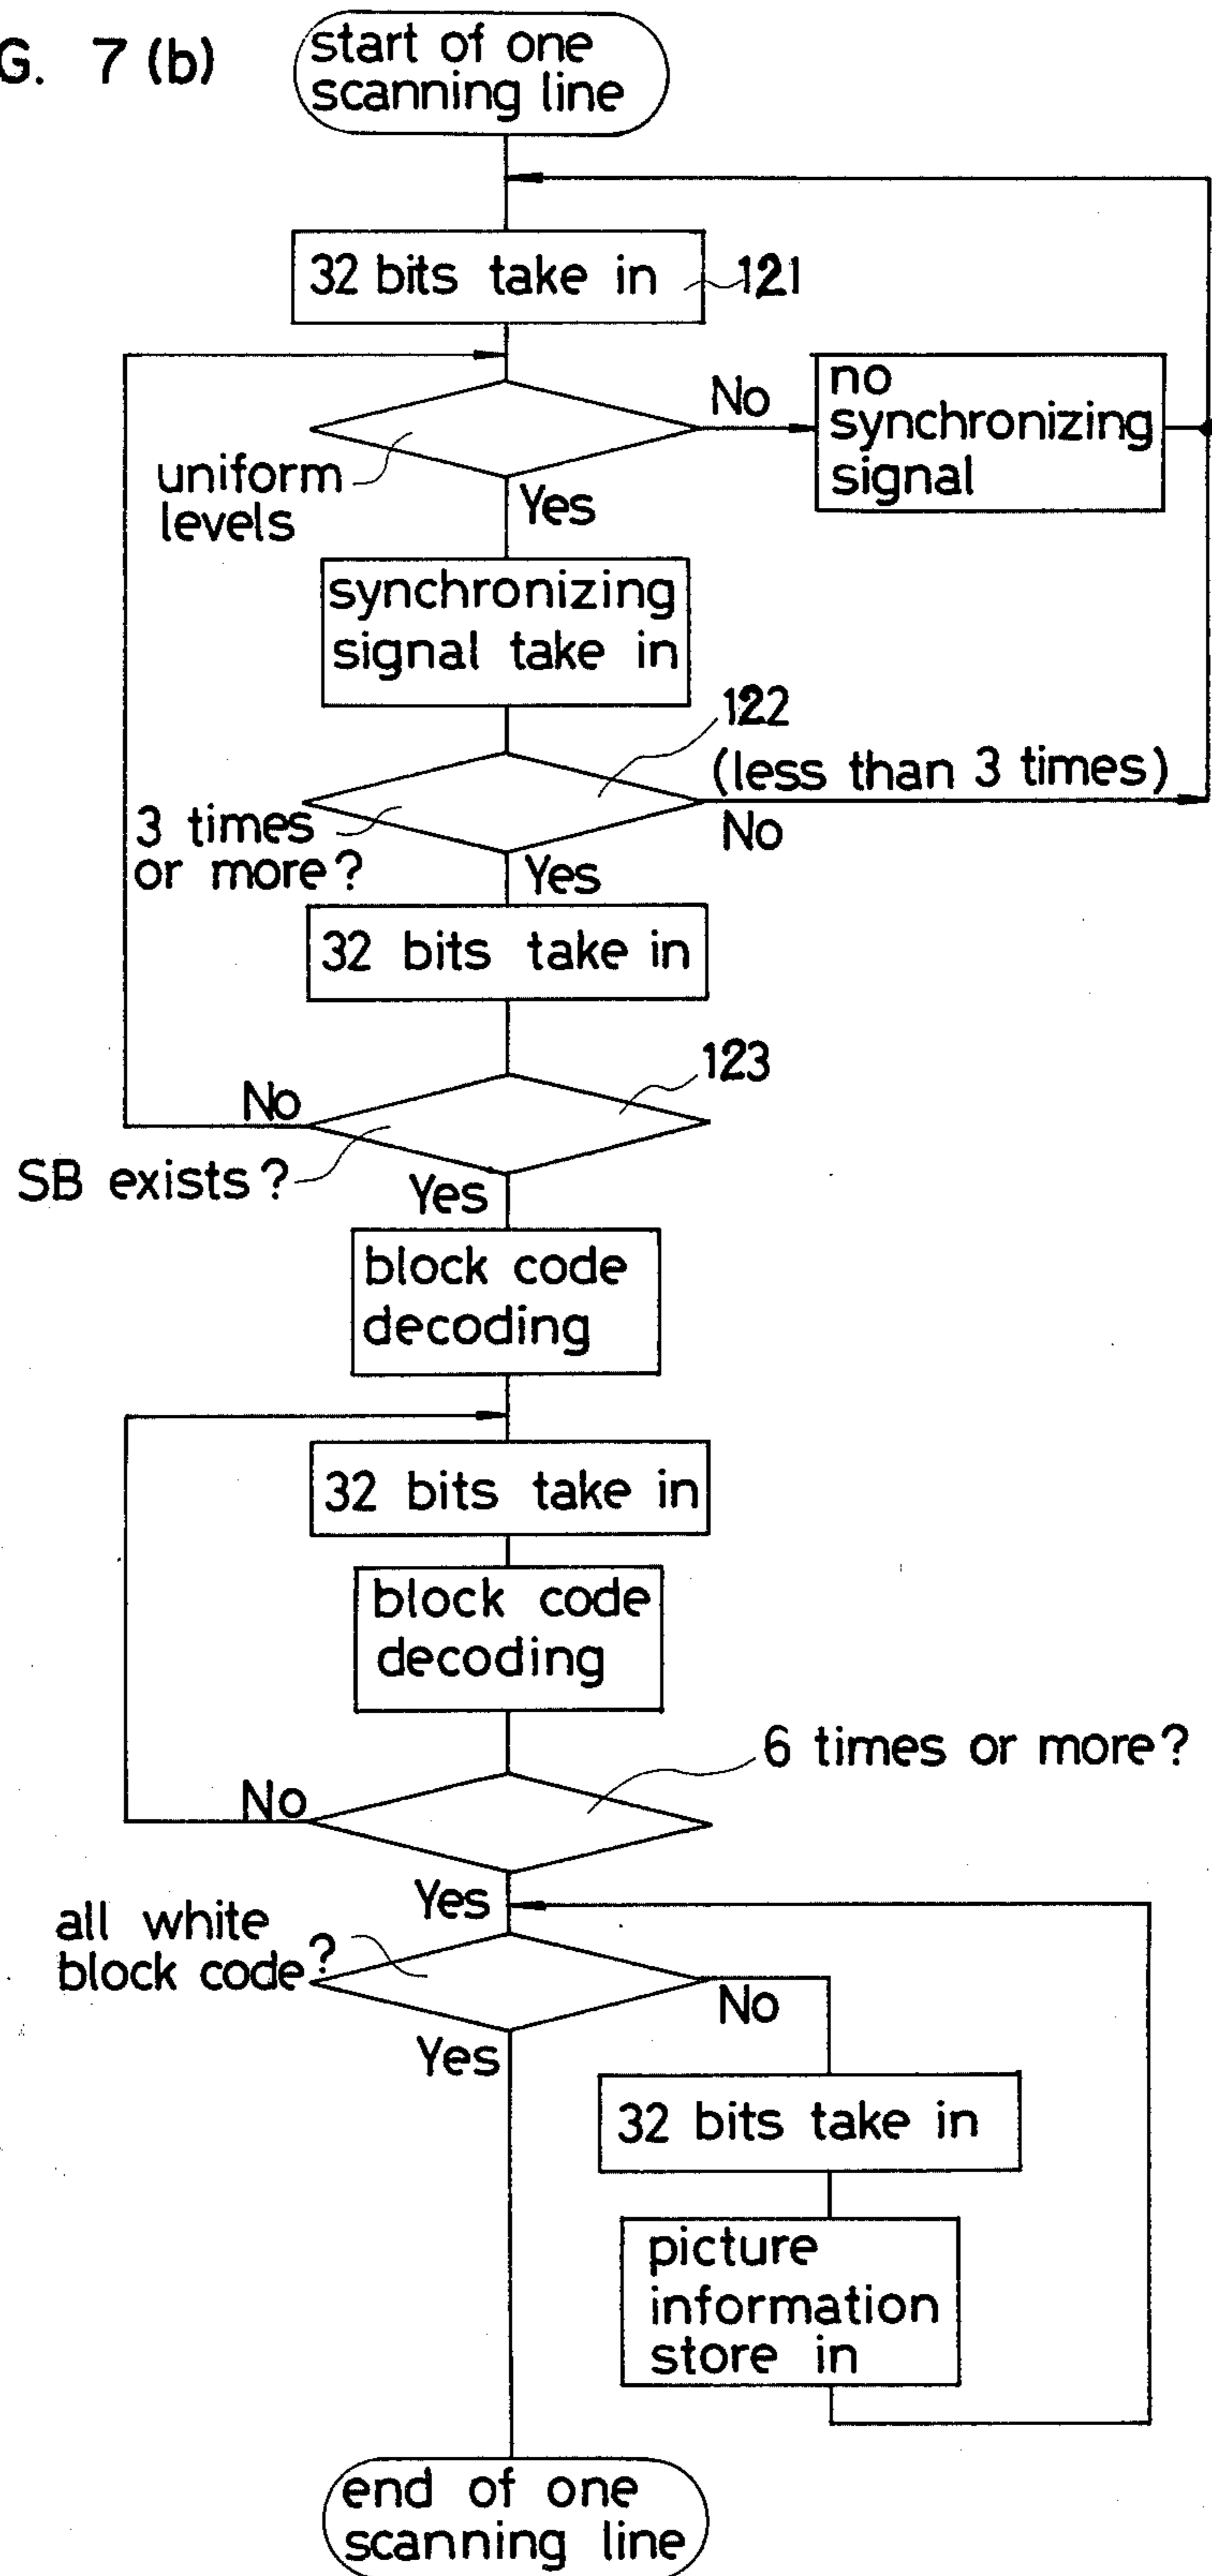 G. 7 (b)
start of one
scanning line
32 bits take in
121
No
no
synchronizing
signal
uniform
levels
Yes
synchronizing
signal take in
122
(less than 3 times)
No
3 times
or more?
Yes
32 bits take in
123
No
SB exists?
Yes
block code
decoding
32 bits take in
block code
decoding
6 times or more?
No
Yes
all white
block code?
No
Yes
32 bits take in
picture
information
store in
end of one
scanning line